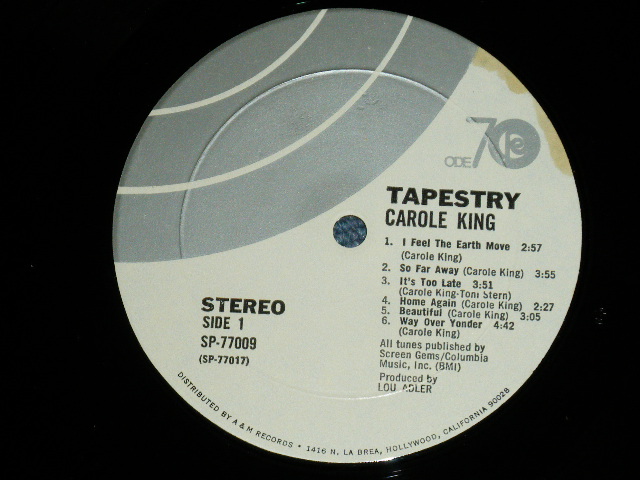 ODE 70
TAPESTRY
CAROLE KING
1. I Feel The Earth Move 2:57
(Carole King)
2. So Far Away (Carole King) 3:55
3. It's Too Late 3:51
(Carole King-Toni Stern)
4. Home Again (Carole King) 2:27
5. Beautiful (Carole King) 3:05
6. Way Over Yonder 4:42
(Carole King)
All tunes published by
Screen Gems/Columbia
Music, Inc. (BMI)
Produced by
LOU ADLER
STEREO
SIDE 1
SP-77009
(SP-77017)
DISTRIBUTED BY A & M RECORDS • 1416 N. LA BREA, HOLLYWOOD, CALIFORNIA 90028